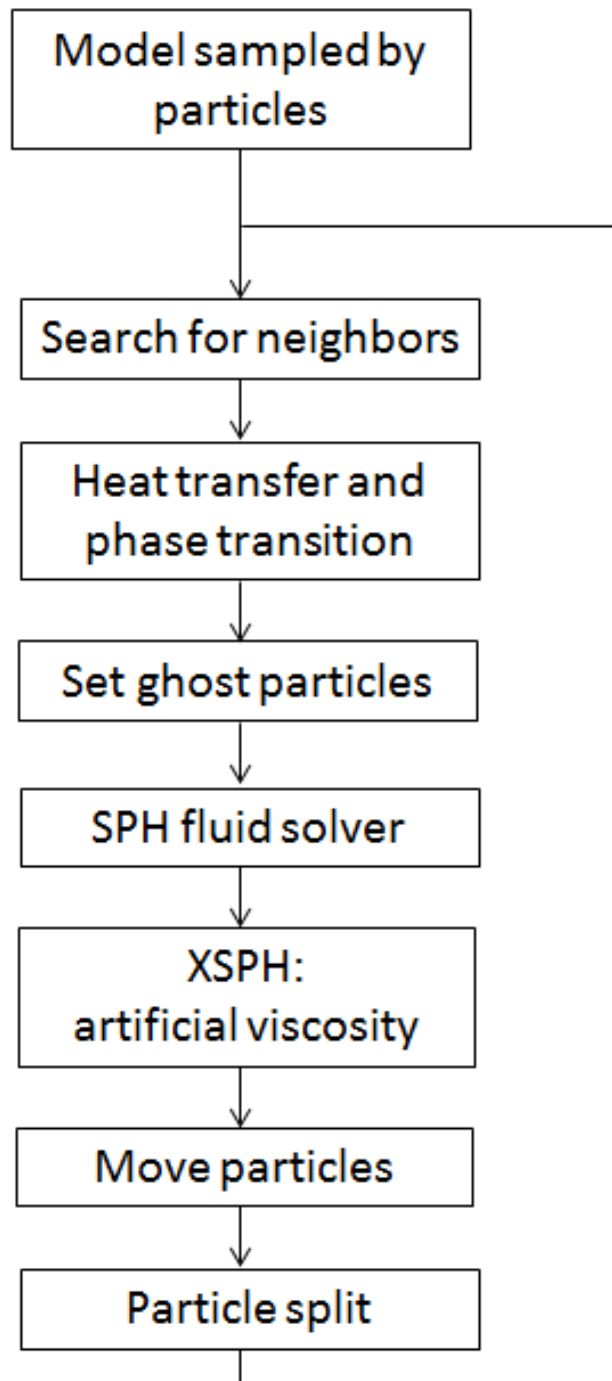 Model sampled by
particles
Search for neighbors
Heat transfer and
phase transition
Set ghost particles
SPH fluid solver
XSPH:
artificial viscosity
Move particles
Particle split